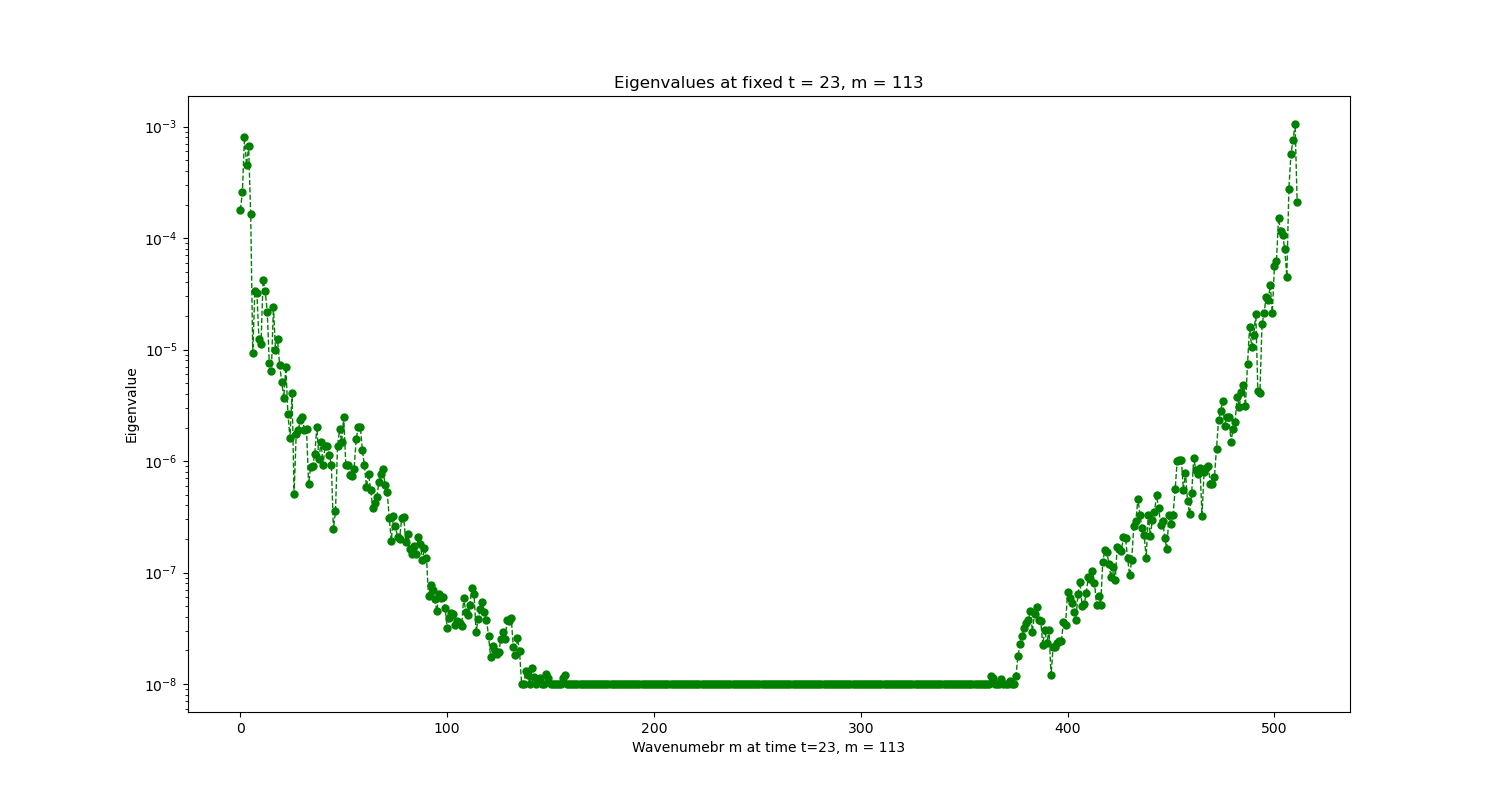 Eigenvalues at fixed t = 23, m = 113
10⁻³
10⁻⁴
10⁻⁵
10⁻⁶
10⁻⁷
10⁻⁸
Eigenvalue
0 100 200 300 400 500
Wavenumebr m at time t=23, m = 113